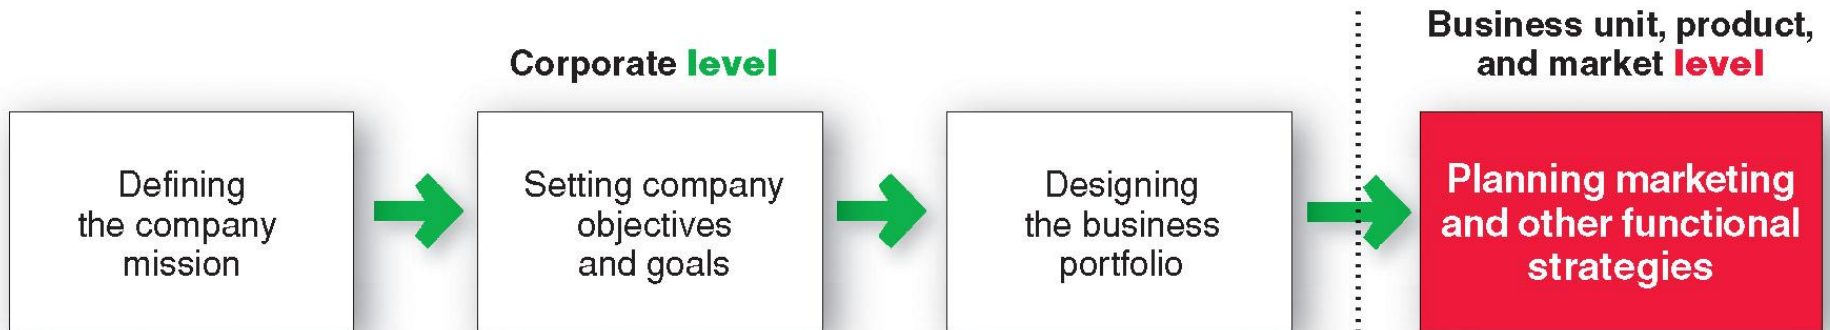 Corporate level
Business unit, product,
and market level
Defining
the company
mission
Setting company
objectives
and goals
Designing
the business
portfolio
Planning marketing
and other functional
strategies